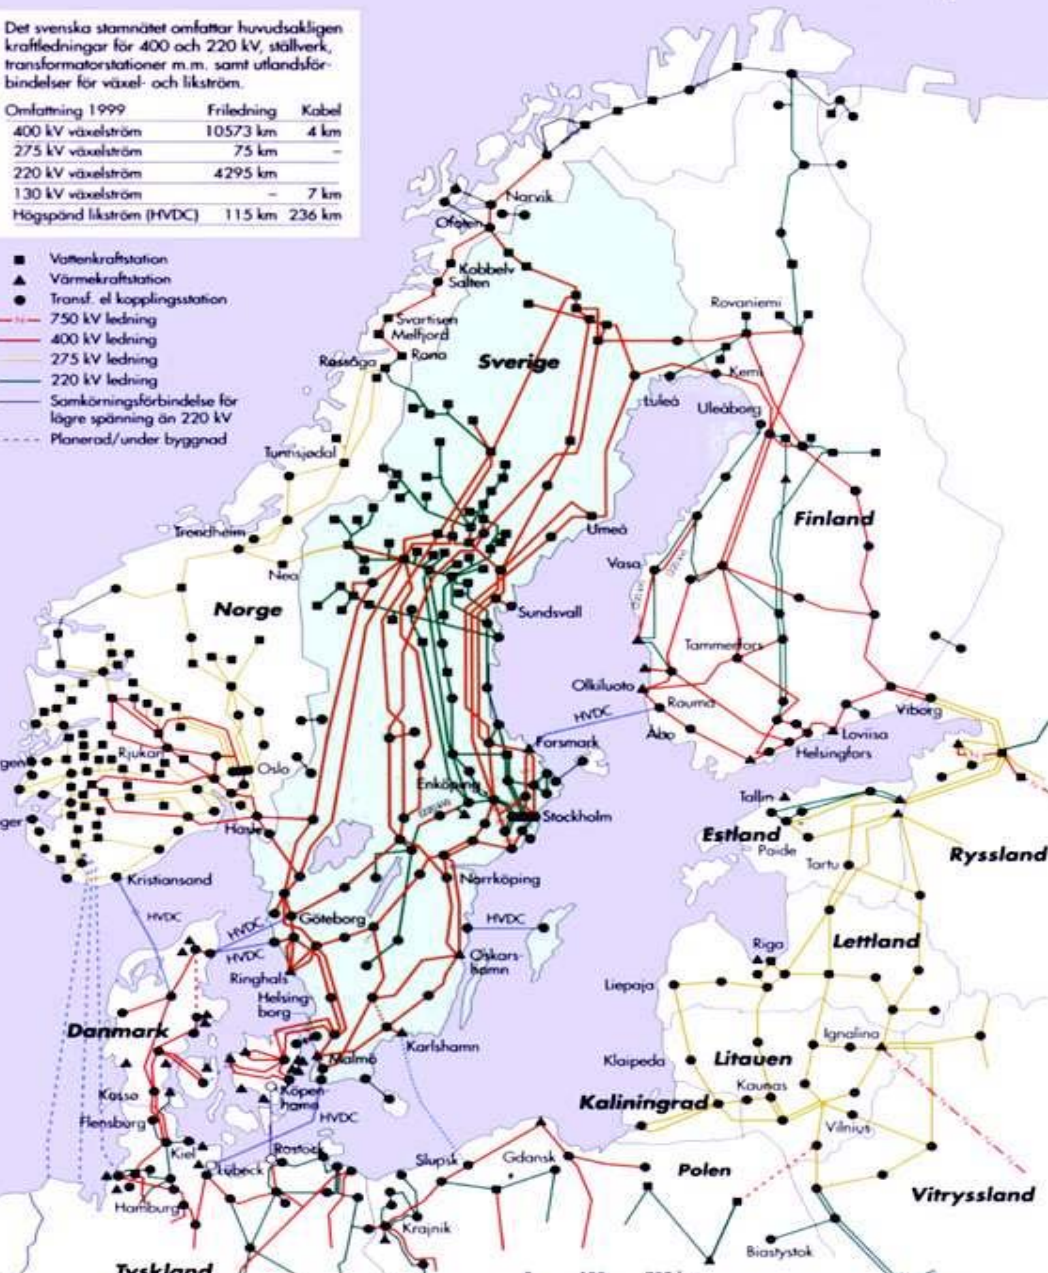 Det svenska stamnätet omfattar huvudsakligen
kraftledningar för 400 och 220 kV, ställverk,
transformatorstationer m.m. samt utlandsför-
bindelser för växel- och likström.
Omfattning 1999 Friledning Kabel
400 kV växelström 10573 km 4 km
275 kV växelström 75 km –
220 kV växelström 4295 km
130 kV växelström – 7 km
Högspänd likström (HVDC) 115 km 236 km
Vattenkraftstation
Värmekraftstation
Transf. el kopplingsstation
750 kV ledning
400 kV ledning
275 kV ledning
220 kV ledning
Samkörningsförbindelse för
lägre spänning än 220 kV
Planerad/under byggnad
Narvik
Ofoten
Kobbelv
Salten
Svartisen
Melfjord
Rana
Røssåga
Rovaniemi
Sverige
Kemi
Luleå
Uleåborg
Tunnsjødal
Finland
Trondheim
Umeå
Vasa
Nea
Norge
Sundsvall
Tammerfors
Olkiluoto
Rauma
HVDC
Viborg
Åbo
Forsmark
Loviisa
Helsingfors
Rjukan
Oslo
Enköping
(220 kV)
Tallin
Stockholm
Hasle
Estland
Paide
Ryssland
Tartu
Kristiansand
Norrköping
HVDC
HVDC
Göteborg
HVDC
HVDC
Lettland
Riga
Oskars-
hamn
Ringhals
Liepaja
Helsing-
borg
Danmark
Karlshamn
Ignalina
Malmö
Klaipeda
Litauen
Kassø
Köpen-
hamn
Kaunas
Kaliningrad
Flensburg
HVDC
Vilnius
Kiel
Rostock
Slupsk
Gdansk
Polen
Lübeck
Vitryssland
Hamburg
Krajnik
Biastystok
Tyskland